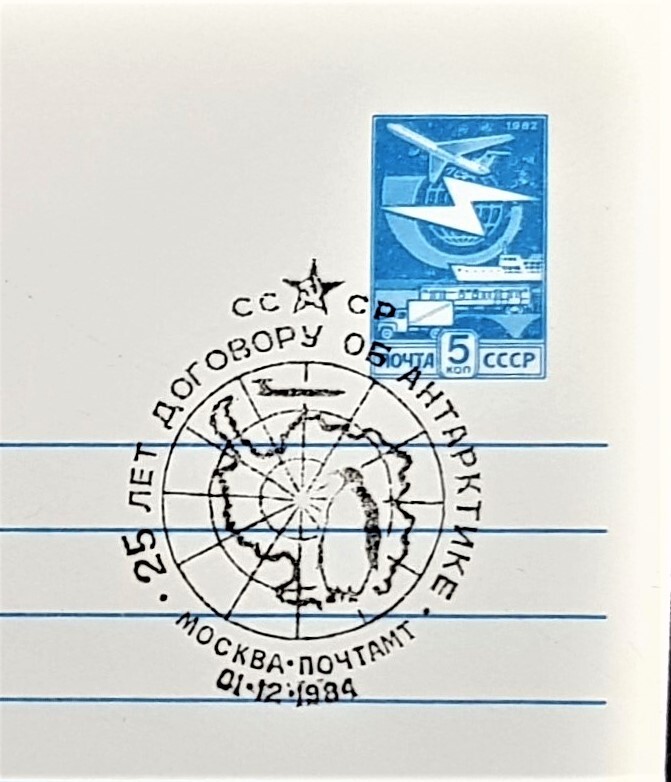 1982
ПОЧТА 5 КОП СССР
СССР
• 25 ЛЕТ ДОГОВОРУ ОБ АНТАРКТИКЕ •
МОСКВА • ПОЧТАМТ
01•12•1984